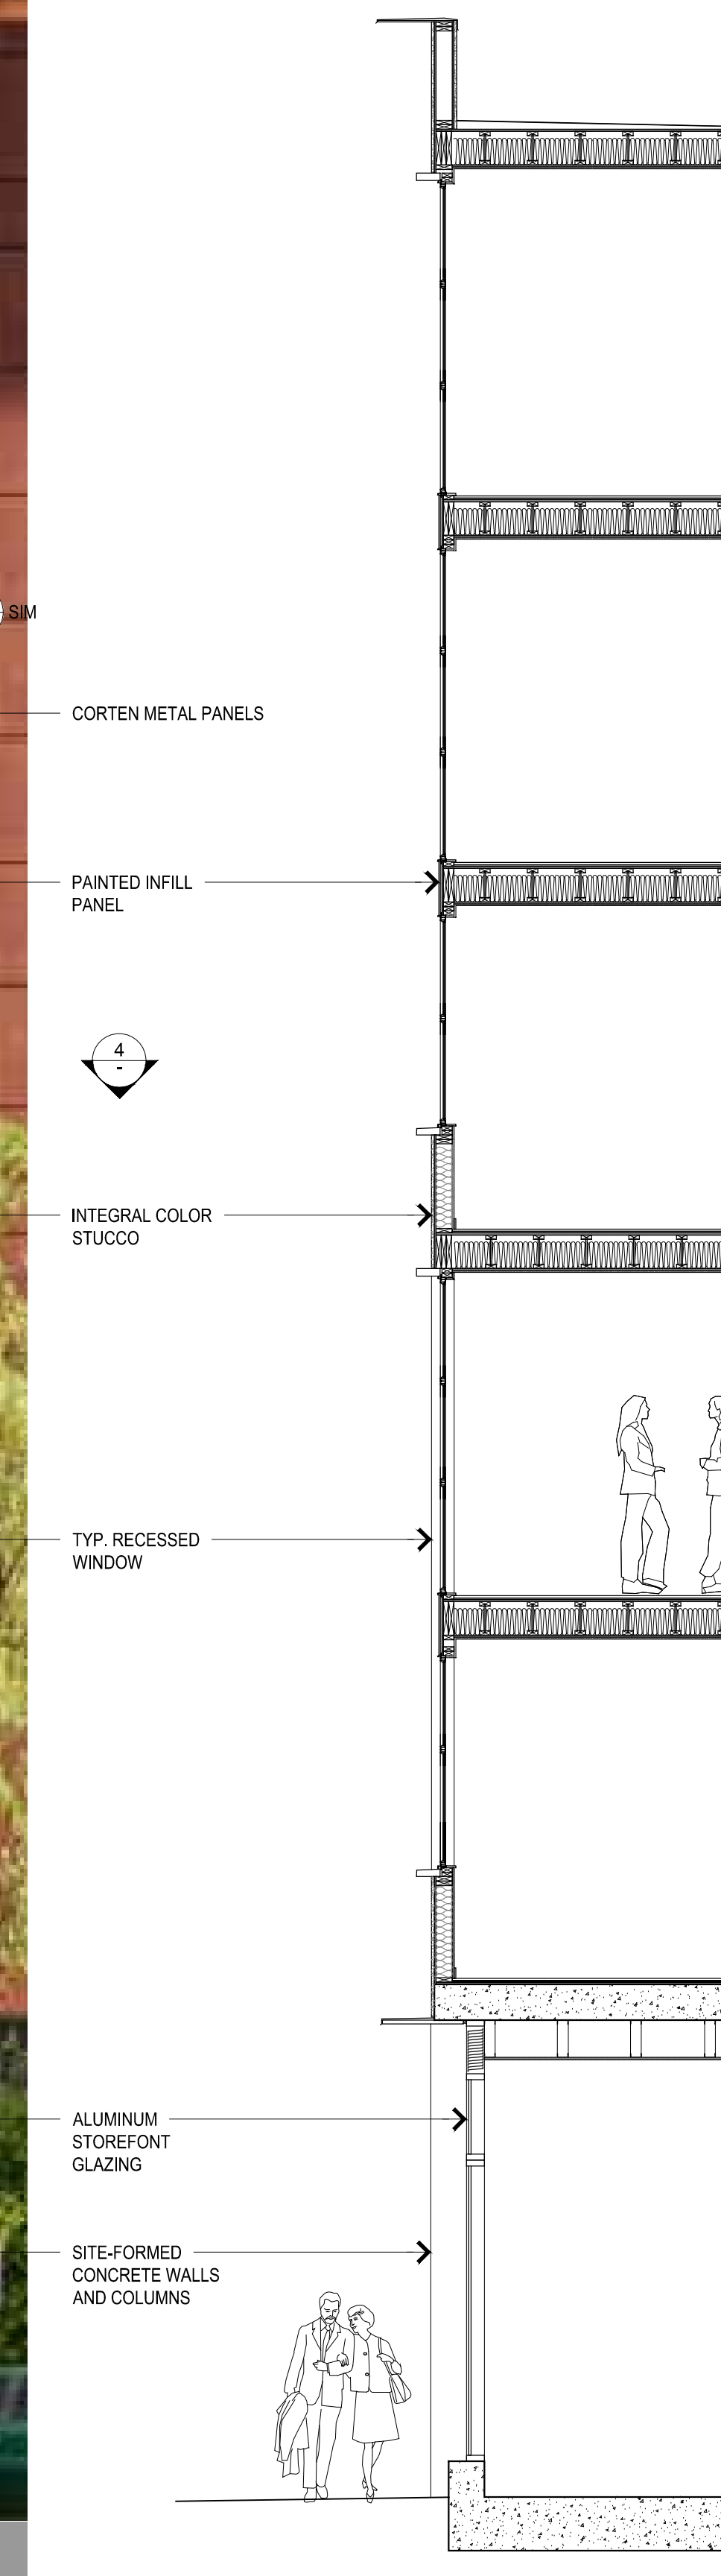 SIM
CORTEN METAL PANELS
PAINTED INFILL
PANEL
4
-
INTEGRAL COLOR
STUCCO
TYP. RECESSED
WINDOW
ALUMINUM
STOREFONT
GLAZING
SITE-FORMED
CONCRETE WALLS
AND COLUMNS